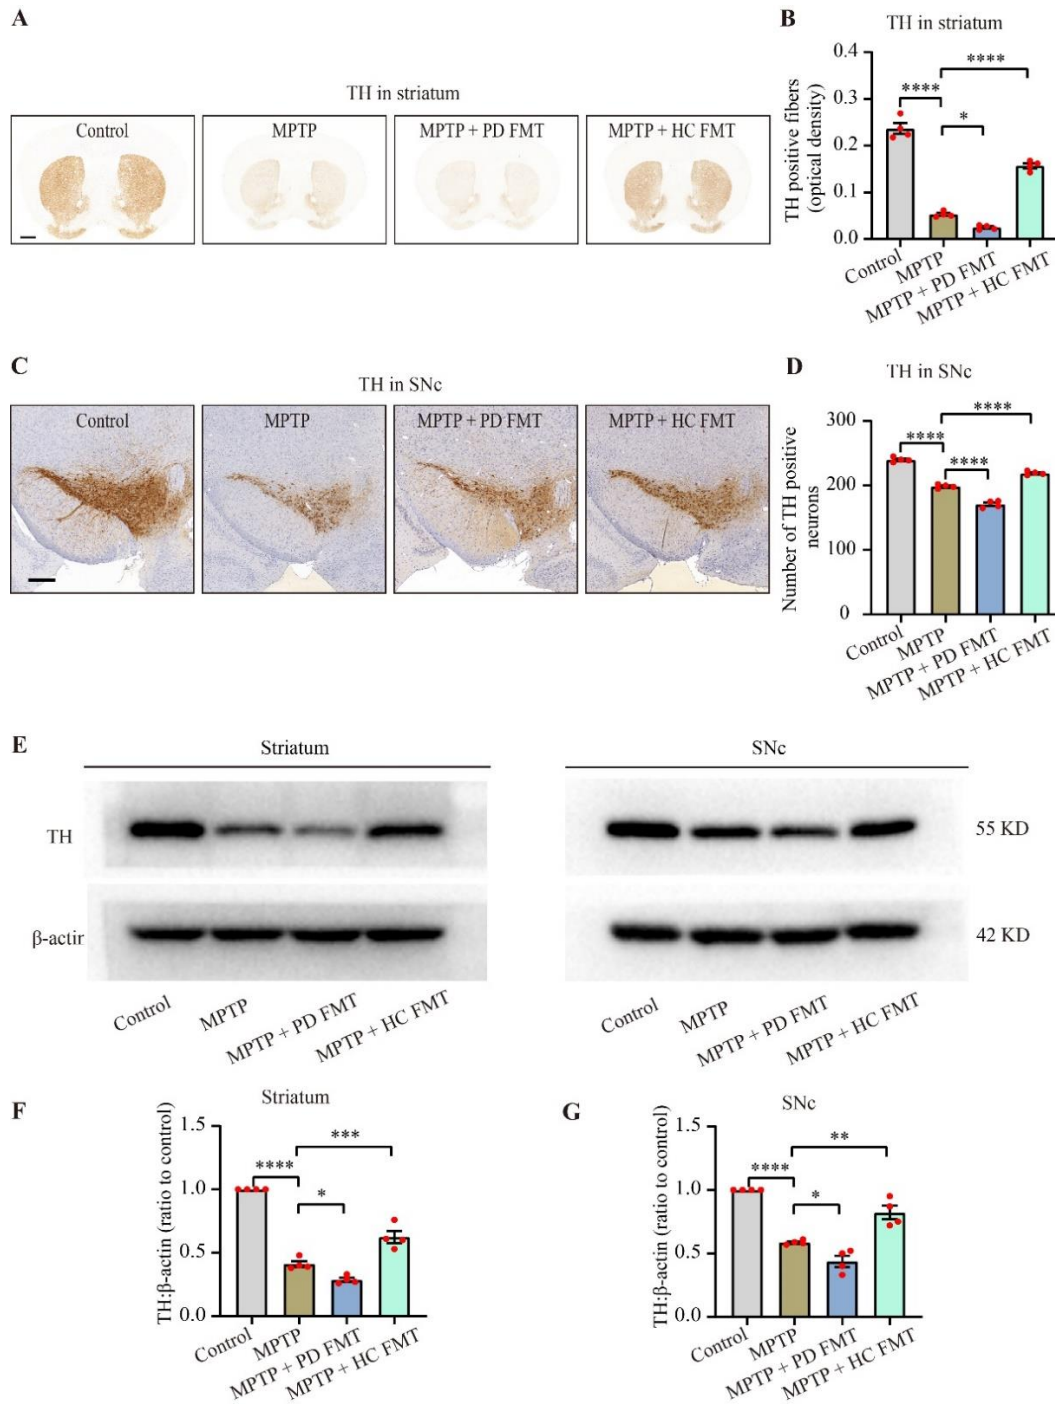 A
TH in striatum
Control
MPTP
MPTP + PD FMT
MPTP + HC FMT
B
TH in striatum
TH positive fibers
(optical density)
0.4
0.3
0.2
0.1
0.0
****
****
*
Control
MPTP
MPTP + PD FMT
MPTP + HC FMT
C
TH in SNc
Control
MPTP
MPTP + PD FMT
MPTP + HC FMT
D
TH in SNc
Number of TH positive
neurons
300
200
100
0
****
****
****
Control
MPTP
MPTP + PD FMT
MPTP + HC FMT
E
Striatum
SNc
TH
55 KD
β-actir
42 KD
Control
MPTP
MPTP + PD FMT
MPTP + HC FMT
Control
MPTP
MPTP + PD FMT
MPTP + HC FMT
F
Striatum
TH:β-actin (ratio to control)
1.5
1.0
0.5
0.0
***
****
*
Control
MPTP
MPTP + PD FMT
MPTP + HC FMT
G
SNc
TH:β-actin (ratio to control)
1.5
1.0
0.5
0.0
**
****
*
Control
MPTP
MPTP + PD FMT
MPTP + HC FMT